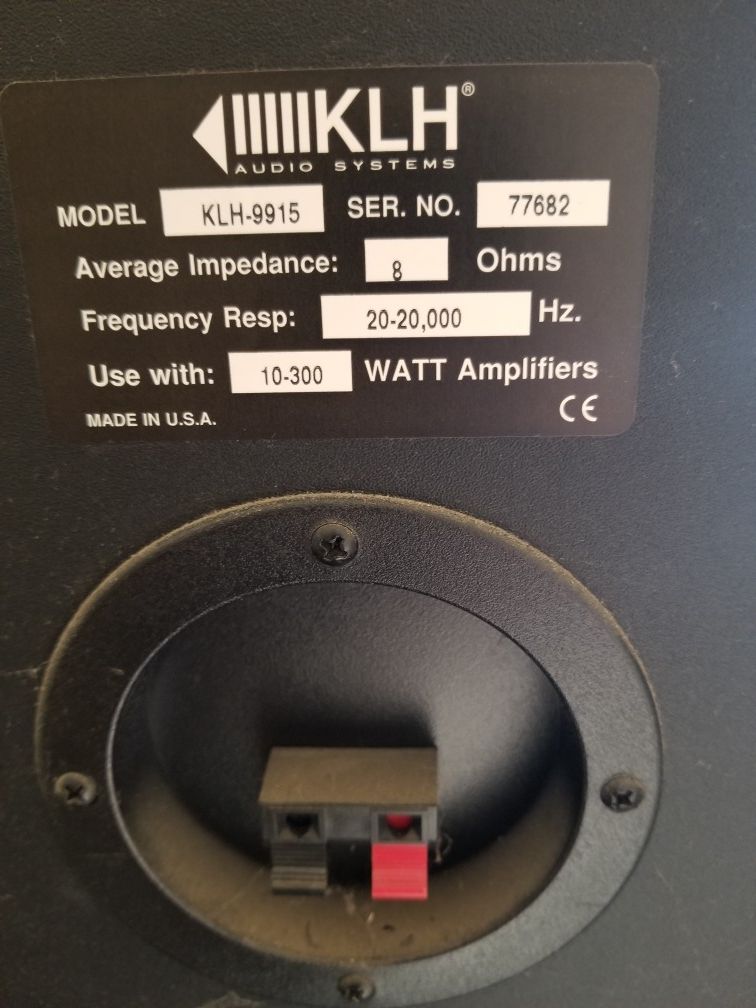 KLH®
AUDIO SYSTEMS
MODEL KLH-9915 SER. NO. 77682
Average Impedance: 8 Ohms
Frequency Resp: 20-20,000 Hz.
Use with: 10-300 WATT Amplifiers
MADE IN U.S.A. CE